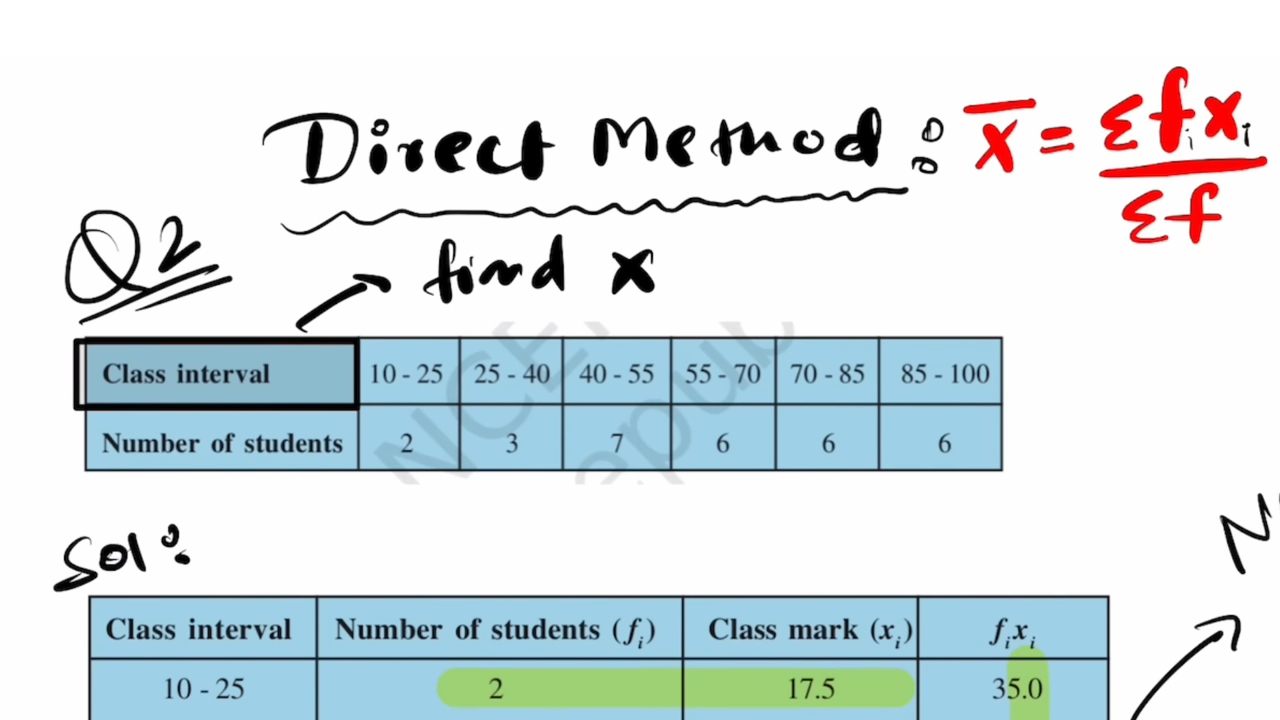 Direct Method : x̄ = Σfᵢxᵢ / Σf
Q2
find x
Class interval 10 - 25 25 - 40 40 - 55 55 - 70 70 - 85 85 - 100
Number of students 2 3 7 6 6 6
Sol:
Class interval Number of students (fᵢ) Class mark (xᵢ) fᵢxᵢ
10 - 25 2 17.5 35.0